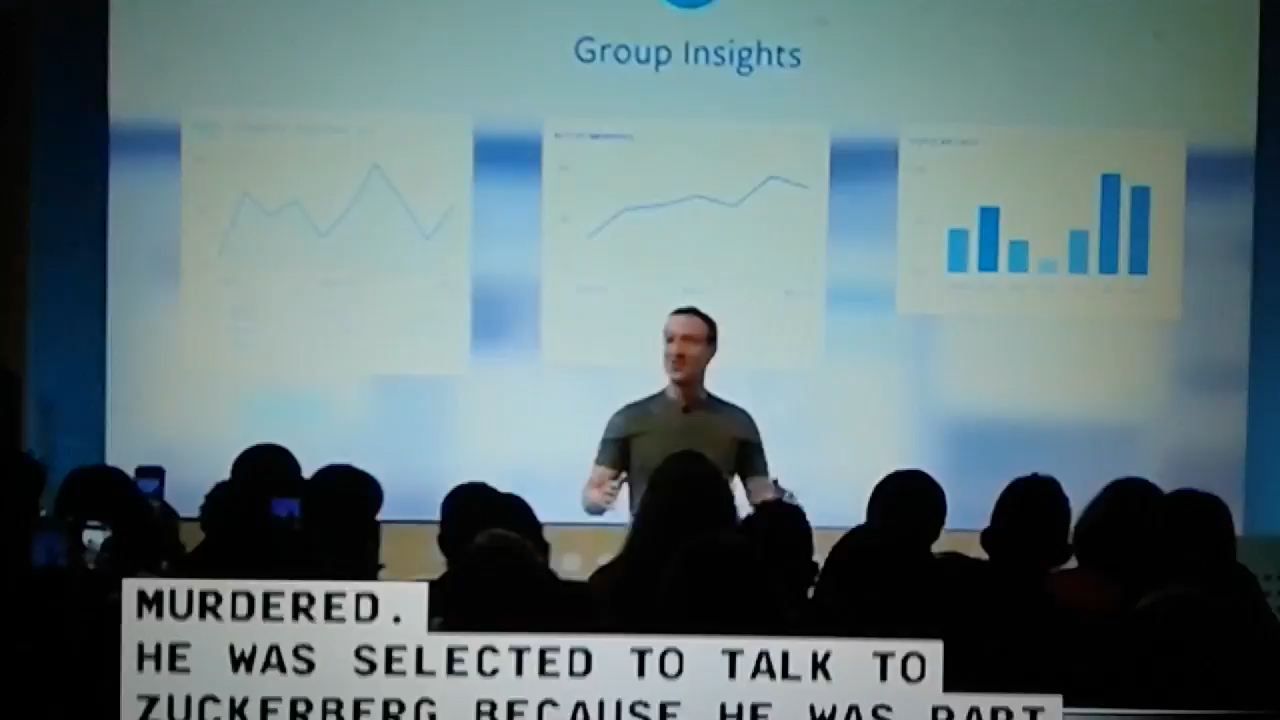 Group Insights
MURDERED.
HE WAS SELECTED TO TALK TO
ZUCKERBERG BECAUSE HE WAS PART